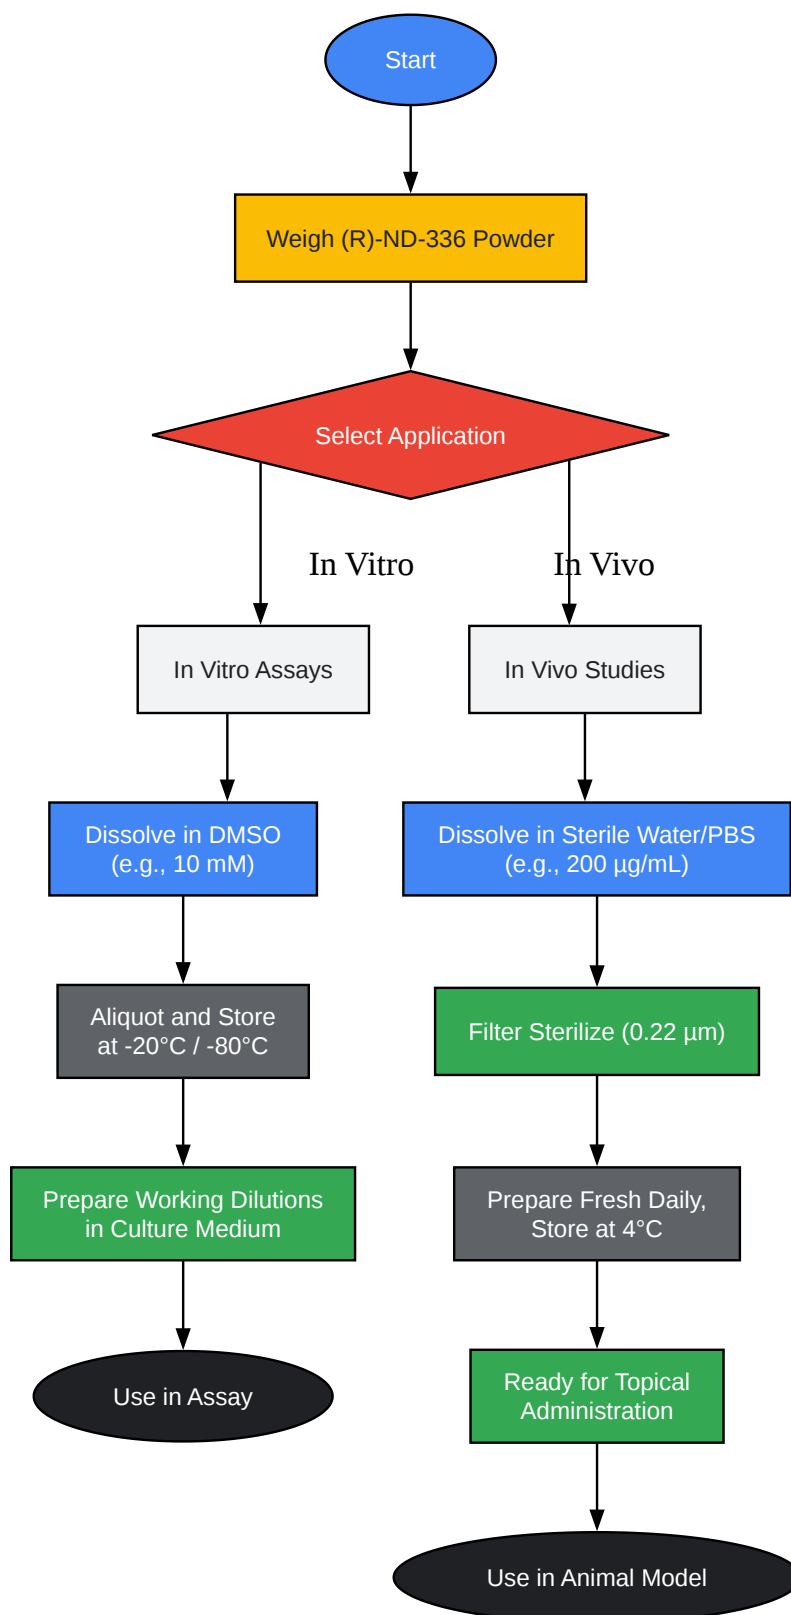 Start
Weigh (R)-ND-336 Powder
Select Application
In Vitro
In Vivo
In Vitro Assays
In Vivo Studies
Dissolve in DMSO
(e.g., 10 mM)
Dissolve in Sterile Water/PBS
(e.g., 200 µg/mL)
Aliquot and Store
at -20°C / -80°C
Filter Sterilize (0.22 µm)
Prepare Working Dilutions
in Culture Medium
Prepare Fresh Daily,
Store at 4°C
Use in Assay
Ready for Topical
Administration
Use in Animal Model